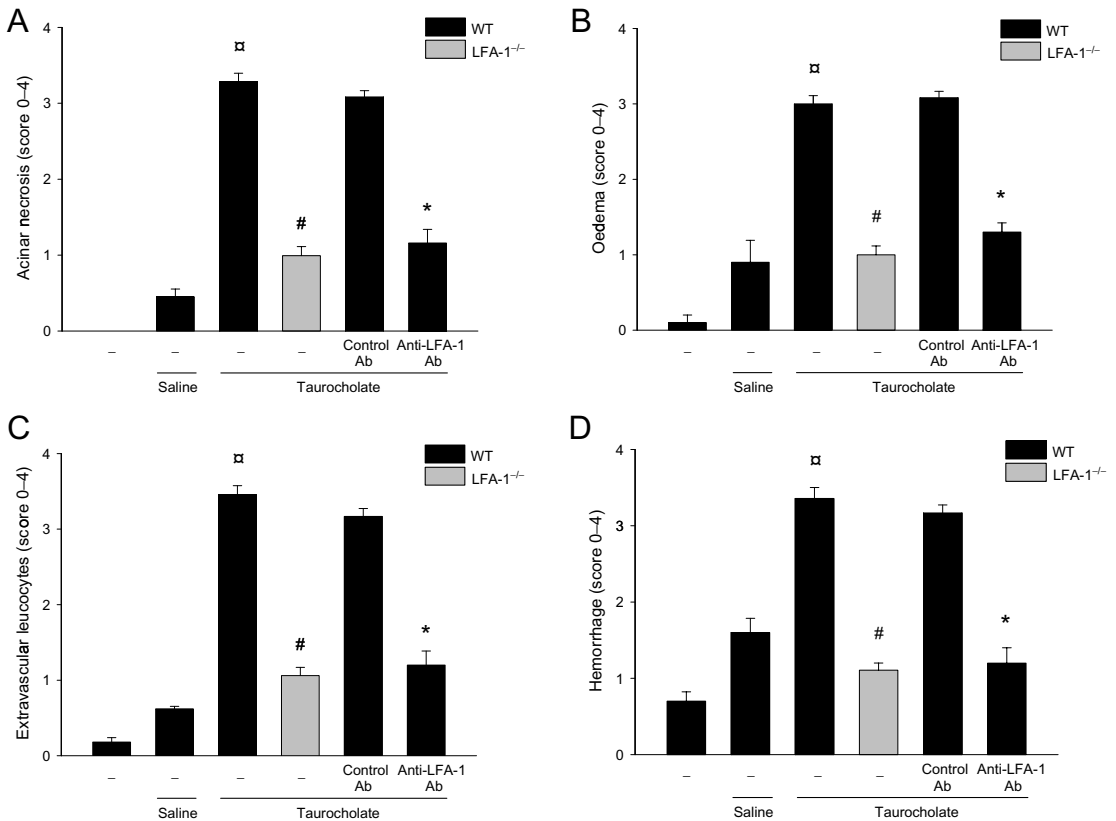 A
Acinar necrosis (score 0–4)
4
3
2
1
0
¤
#
*
WT
LFA-1⁻/⁻
– – – – Control Ab Anti-LFA-1 Ab
Saline Taurocholate
B
Oedema (score 0–4)
4
3
2
1
0
¤
#
*
WT
LFA-1⁻/⁻
– – – – Control Ab Anti-LFA-1 Ab
Saline Taurocholate
C
Extravascular leucocytes (score 0–4)
4
3
2
1
0
¤
#
*
WT
LFA-1⁻/⁻
– – – – Control Ab Anti-LFA-1 Ab
Saline Taurocholate
D
Hemorrhage (score 0–4)
4
3
2
1
0
¤
#
*
WT
LFA-1⁻/⁻
– – – – Control Ab Anti-LFA-1 Ab
Saline Taurocholate